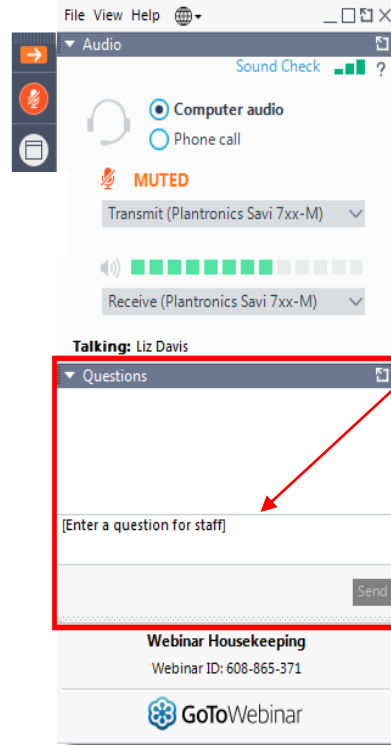 File View Help
Audio
Sound Check ?
Computer audio
Phone call
MUTED
Transmit (Plantronics Savi 7xx-M)
Receive (Plantronics Savi 7xx-M)
Talking: Liz Davis
Questions
[Enter a question for staff]
Send
Webinar Housekeeping
Webinar ID: 608-865-371
GoToWebinar